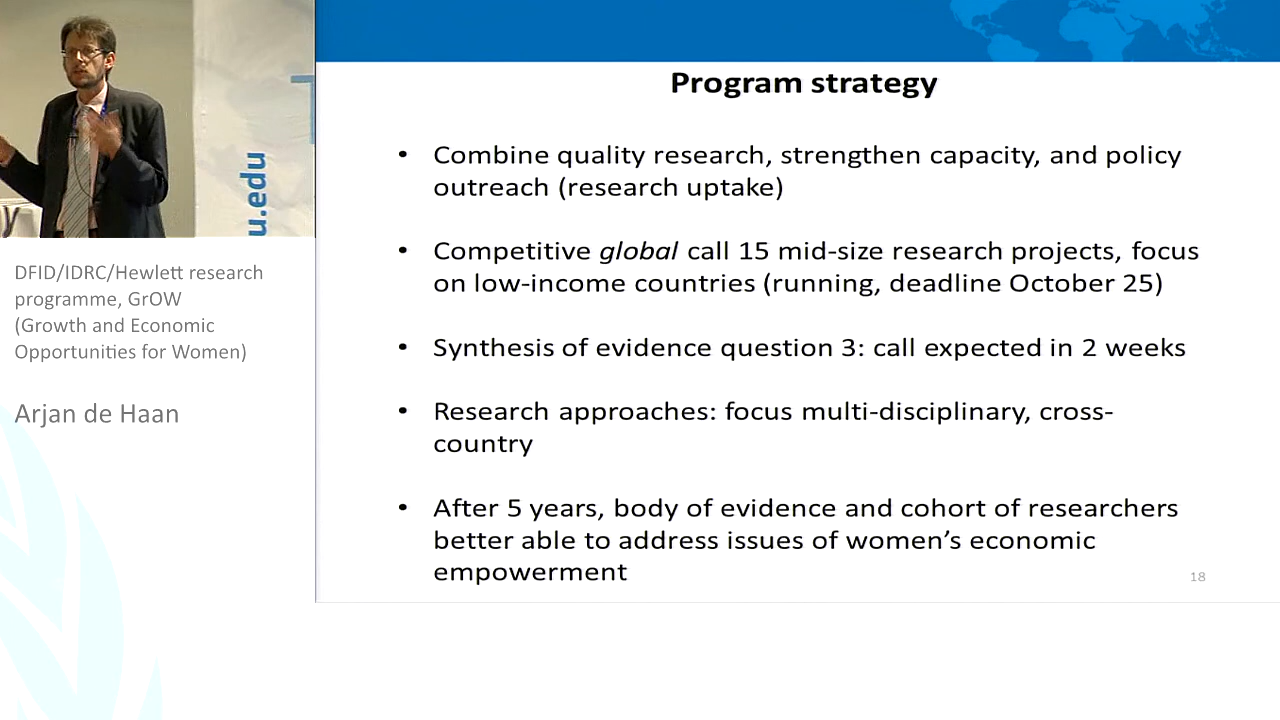 u.edu
DFID/IDRC/Hewlett research
programme, GrOW
(Growth and Economic
Opportunities for Women)
Arjan de Haan
Program strategy
• Combine quality research, strengthen capacity, and policy
outreach (research uptake)
• Competitive global call 15 mid-size research projects, focus
on low-income countries (running, deadline October 25)
• Synthesis of evidence question 3: call expected in 2 weeks
• Research approaches: focus multi-disciplinary, cross-
country
• After 5 years, body of evidence and cohort of researchers
better able to address issues of women’s economic
empowerment
18